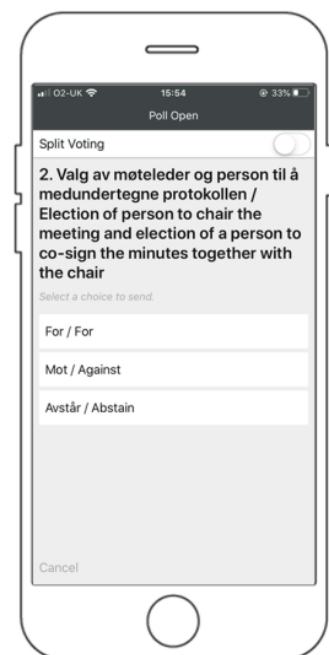 O2-UK 15:54 33%
Poll Open
Split Voting
2. Valg av møteleder og person til å
medundertegne protokollen /
Election of person to chair the
meeting and election of a person to
co-sign the minutes together with
the chair
Select a choice to send.
For / For
Mot / Against
Avstår / Abstain
Cancel